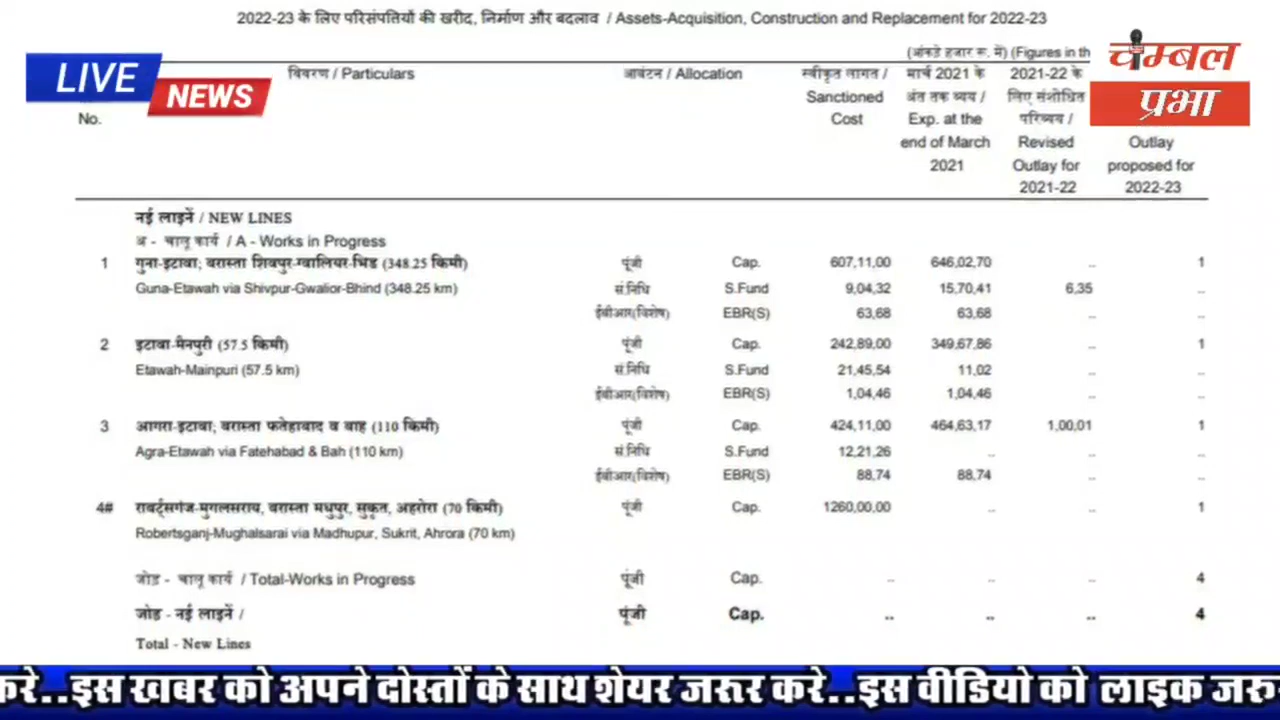 2022-23 के लिए परिसंपतियों की खरीद, निर्माण और बदलाव / Assets-Acquisition, Construction and Replacement for 2022-23
(आंकड़े हजार रू. में) (Figures in th
LIVE
NEWS
चम्बल
प्रभा
No.
विवरण / Particulars
आबंटन / Allocation
स्वीकृत लागत /
Sanctioned
Cost
मार्च 2021 के
अंत तक व्यय /
Exp. at the
end of March
2021
2021-22 के
लिए संशोधित
परिव्यय /
Revised
Outlay for
2021-22
Outlay
proposed for
2022-23
नई लाइनें / NEW LINES
अ - चालू कार्य / A - Works in Progress
1 गुना-इटावा; बरास्ता शिवपुर-ग्वालियर-भिंड (348.25 किमी) पूंजी Cap. 607,11,00 646,02,70 .. 1
Guna-Etawah via Shivpur-Gwalior-Bhind (348.25 km) सं.निधि S.Fund 9,04,32 15,70,41 6,35 ..
ईबीआर(विशेष) EBR(S) 63,68 63,68 .. ..
2 इटावा-मैनपुरी (57.5 किमी) पूंजी Cap. 242,89,00 349,67,86 .. 1
Etawah-Mainpuri (57.5 km) सं.निधि S.Fund 21,45,54 11,02 .. ..
ईबीआर(विशेष) EBR(S) 1,04,46 1,04,46 .. ..
3 आगरा-इटावा; बरास्ता फतेहाबाद व बाह (110 किमी) पूंजी Cap. 424,11,00 464,63,17 1,00,01 1
Agra-Etawah via Fatehabad & Bah (110 km) सं.निधि S.Fund 12,21,26 .. .. ..
ईबीआर(विशेष) EBR(S) 88,74 88,74 .. ..
4# राबर्ट्सगंज-मुगलसराय, बरास्ता मधुपुर, सुकृत, अहरोरा (70 किमी) पूंजी Cap. 1260,00,00 .. .. 1
Robertsganj-Mughalsarai via Madhupur, Sukrit, Ahrora (70 km)
जोड़ - चालू कार्य / Total-Works in Progress पूंजी Cap. .. .. .. 4
जोड़ - नई लाइनें / पूंजी Cap. .. .. .. 4
Total - New Lines
करे..इस खबर को अपने दोस्तों के साथ शेयर जरूर करे..इस वीडियो को लाइक जरु